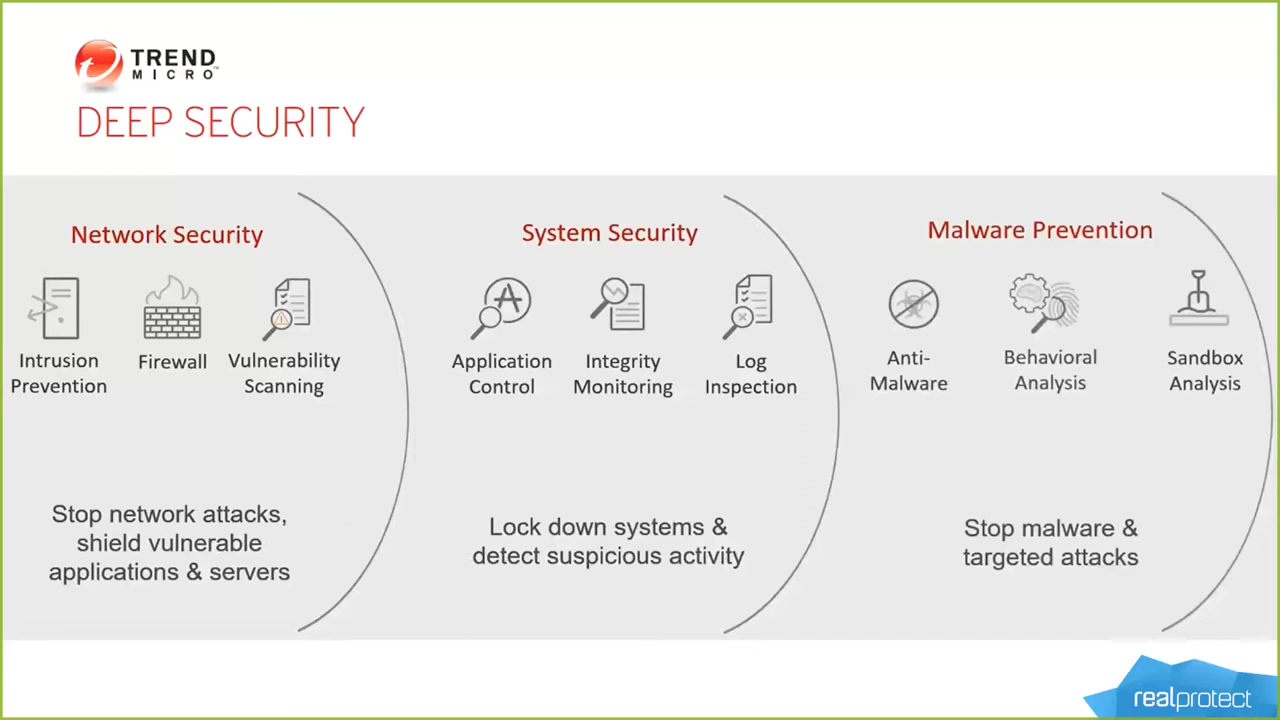 TREND
MICRO™
DEEP SECURITY
Network Security
Intrusion
Prevention
Firewall
Vulnerability
Scanning
Stop network attacks,
shield vulnerable
applications & servers
System Security
Application
Control
Integrity
Monitoring
Log
Inspection
Lock down systems &
detect suspicious activity
Malware Prevention
Anti-
Malware
Behavioral
Analysis
Sandbox
Analysis
Stop malware &
targeted attacks
realprotect